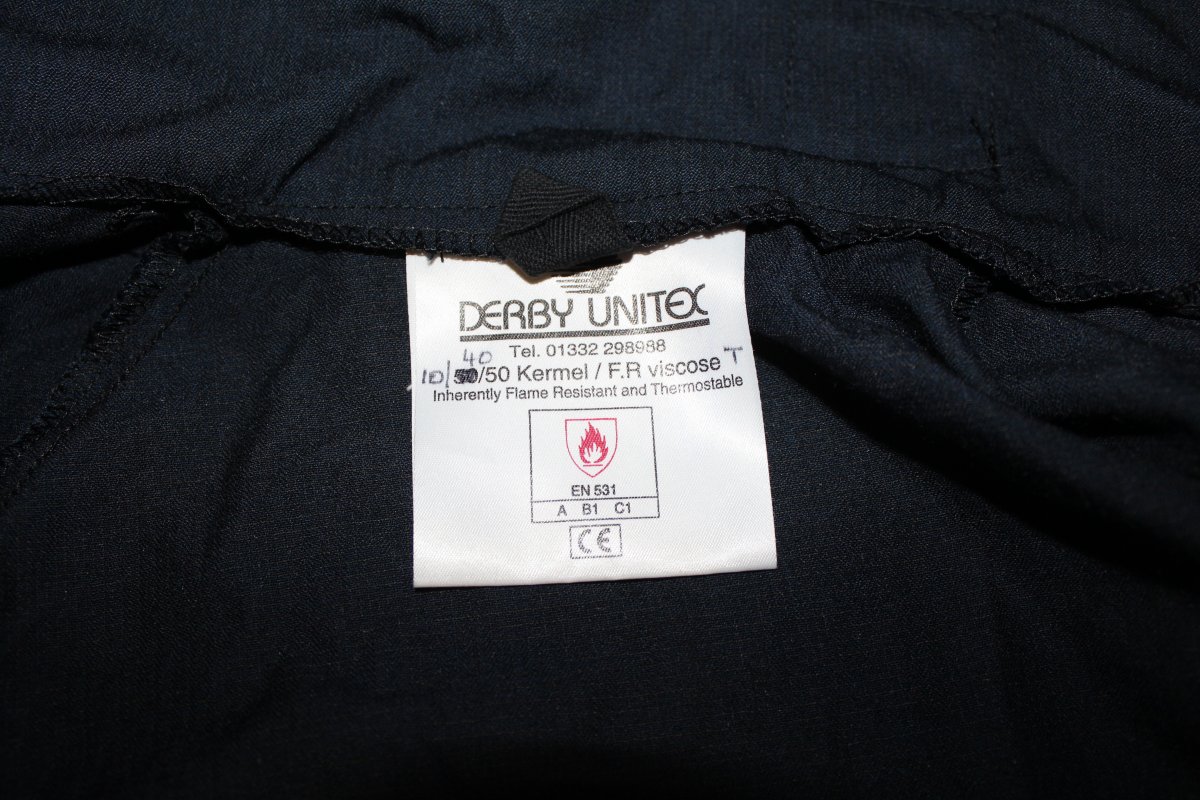 DERBY UNITEX
Tel. 01332 298988
40
10/50/50 Kermel / F.R viscose T
Inherently Flame Resistant and Thermostable
EN 531
A B1 C1
CE